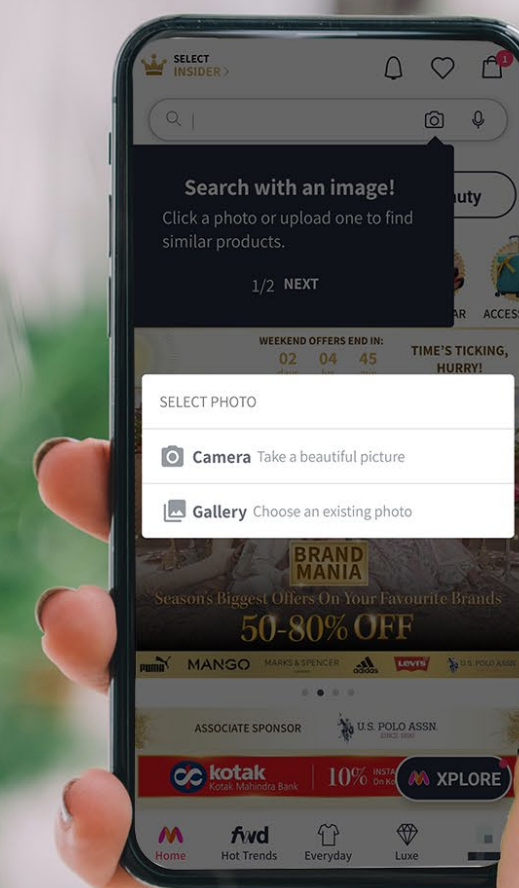 SELECT
INSIDER >
1
Search with an image!
Click a photo or upload one to find
similar products.
1/2 NEXT
AR
ACCES
WEEKEND OFFERS END IN:
02 04 45
TIME'S TICKING,
HURRY!
SELECT PHOTO
Camera Take a beautiful picture
Gallery Choose an existing photo
BRAND
MANIA
Season's Biggest Offers On Your Favourite Brands
50-80% OFF
PUMA MANGO MARKS & SPENCER adidas LEVI'S U.S. POLO ASSN.
ASSOCIATE SPONSOR
U.S. POLO ASSN.
SINCE 1890
kotak
Kotak Mahindra Bank
10%
XPLORE
Home
fwd
Hot Trends
Everyday
Luxe